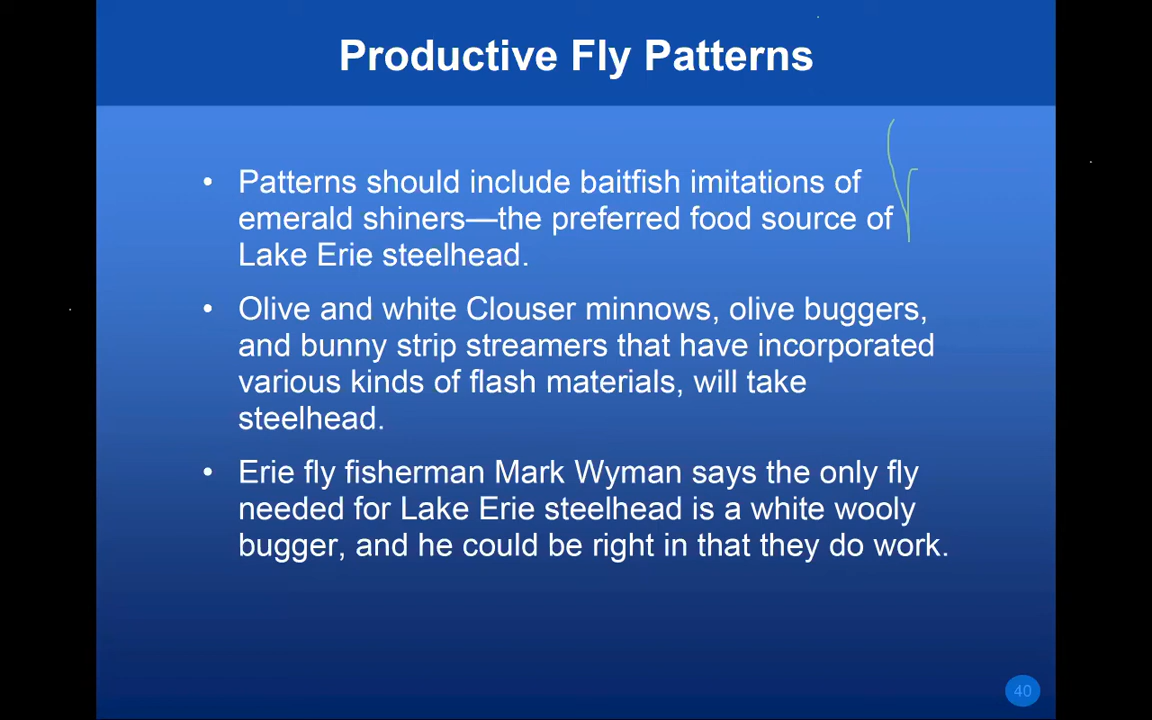 Productive Fly Patterns
• Patterns should include baitfish imitations of
emerald shiners—the preferred food source of
Lake Erie steelhead.
• Olive and white Clouser minnows, olive buggers,
and bunny strip streamers that have incorporated
various kinds of flash materials, will take
steelhead.
• Erie fly fisherman Mark Wyman says the only fly
needed for Lake Erie steelhead is a white wooly
bugger, and he could be right in that they do work.
40